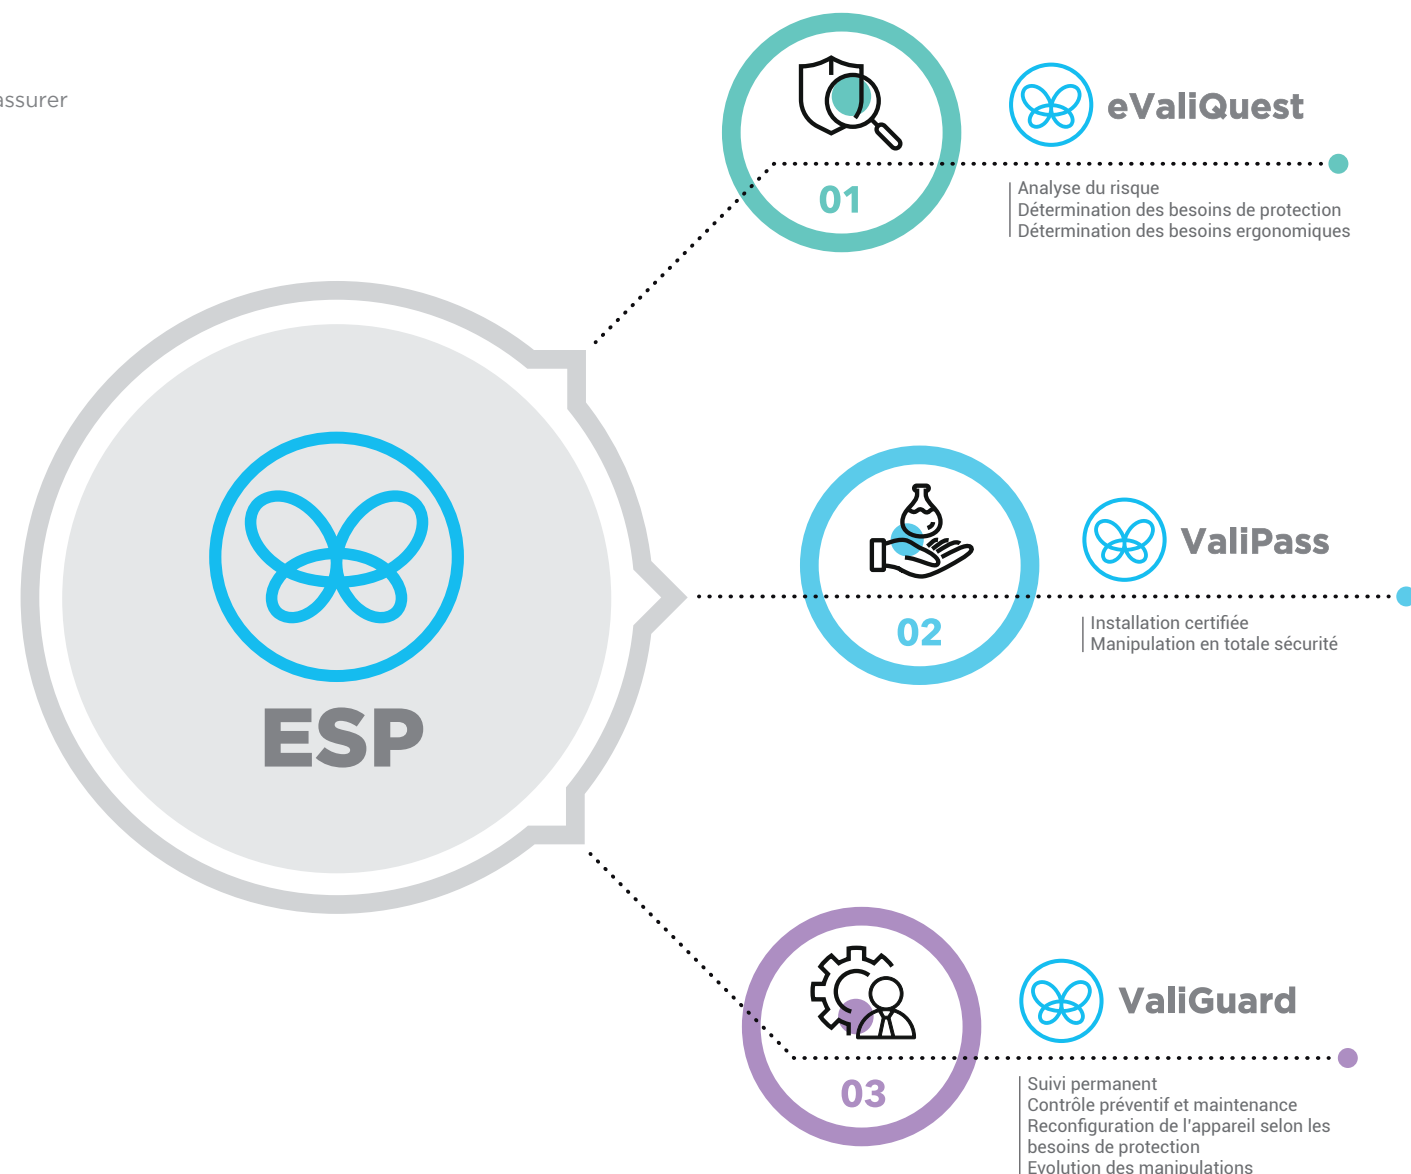 assurer
01
eValiQuest
Analyse du risque
Détermination des besoins de protection
Détermination des besoins ergonomiques
ESP
02
ValiPass
Installation certifiée
Manipulation en totale sécurité
03
ValiGuard
Suivi permanent
Contrôle préventif et maintenance
Reconfiguration de l'appareil selon les
besoins de protection
Evolution des manipulations